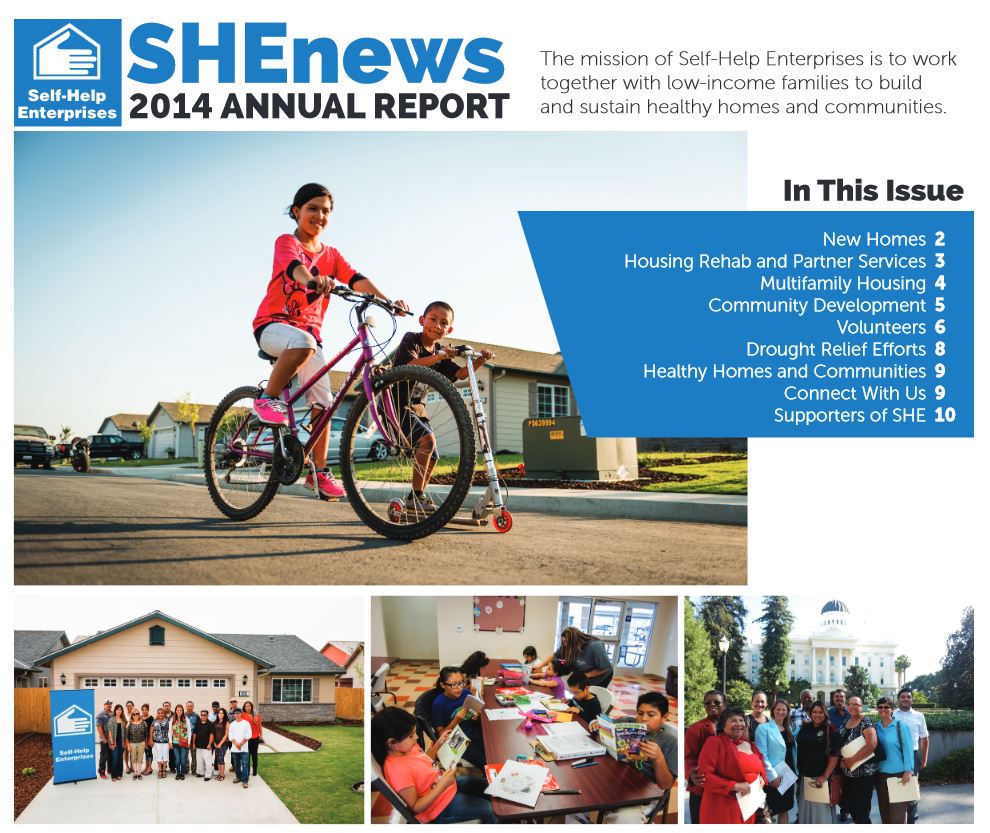 Self-Help
Enterprises
SHEnews
2014 ANNUAL REPORT
The mission of Self-Help Enterprises is to work
together with low-income families to build
and sustain healthy homes and communities.
In This Issue
New Homes 2
Housing Rehab and Partner Services 3
Multifamily Housing 4
Community Development 5
Volunteers 6
Drought Relief Efforts 8
Healthy Homes and Communities 9
Connect With Us 9
Supporters of SHE 10
P5639994
Self-Help
Enterprises